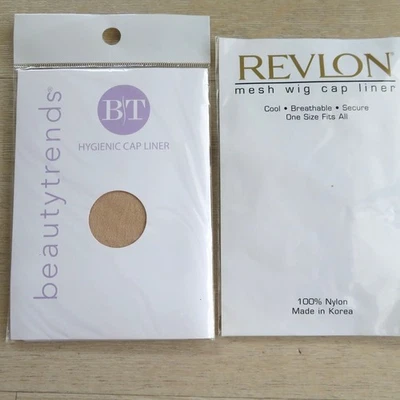 beautytrends®
B|T
HYGIENIC CAP LINER
REVLON®
mesh wig cap liner
Cool • Breathable • Secure
One Size Fits All
100% Nylon
Made in Korea